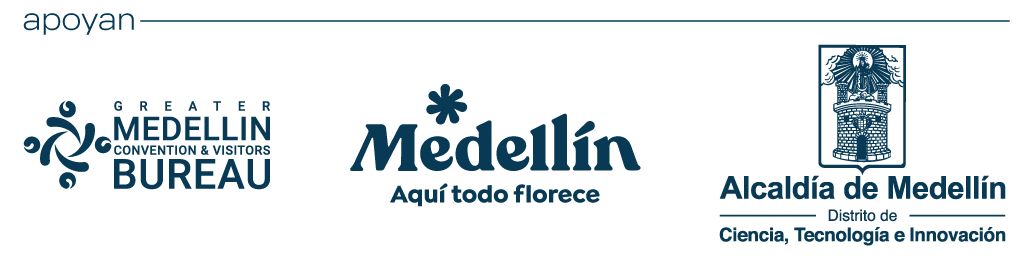 apoyan
GREATER
MEDELLIN
CONVENTION & VISITORS
BUREAU
Medellín
Aquí todo florece
Alcaldía de Medellín
Distrito de
Ciencia, Tecnología e Innovación